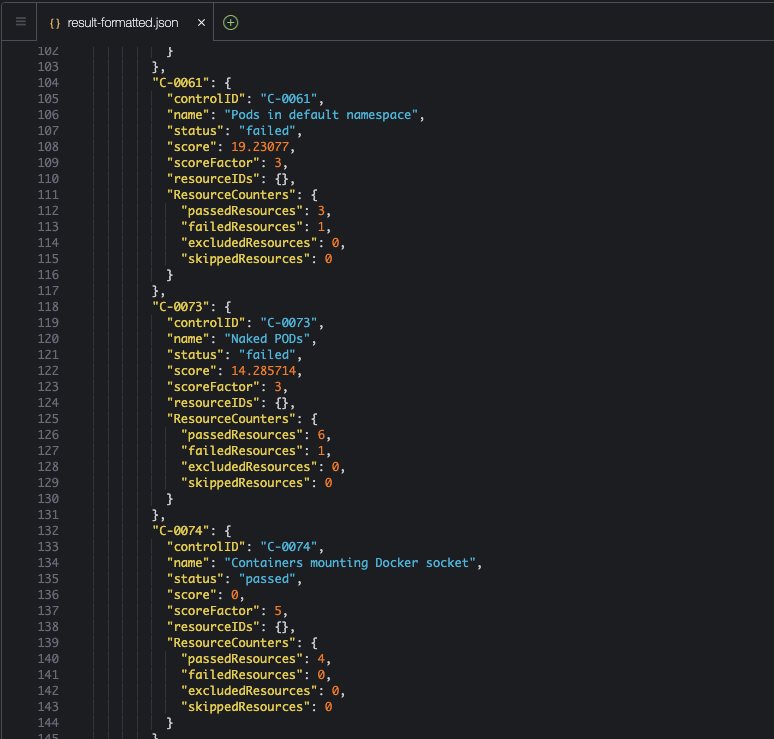 {} result-formatted.json ×
102 }
103 },
104 "C-0061": {
105 "controlID": "C-0061",
106 "name": "Pods in default namespace",
107 "status": "failed",
108 "score": 19.23077,
109 "scoreFactor": 3,
110 "resourceIDs": {},
111 "ResourceCounters": {
112 "passedResources": 3,
113 "failedResources": 1,
114 "excludedResources": 0,
115 "skippedResources": 0
116 }
117 },
118 "C-0073": {
119 "controlID": "C-0073",
120 "name": "Naked PODs",
121 "status": "failed",
122 "score": 14.285714,
123 "scoreFactor": 3,
124 "resourceIDs": {},
125 "ResourceCounters": {
126 "passedResources": 6,
127 "failedResources": 1,
128 "excludedResources": 0,
129 "skippedResources": 0
130 }
131 },
132 "C-0074": {
133 "controlID": "C-0074",
134 "name": "Containers mounting Docker socket",
135 "status": "passed",
136 "score": 0,
137 "scoreFactor": 5,
138 "resourceIDs": {},
139 "ResourceCounters": {
140 "passedResources": 4,
141 "failedResources": 0,
142 "excludedResources": 0,
143 "skippedResources": 0
144 }
145 }